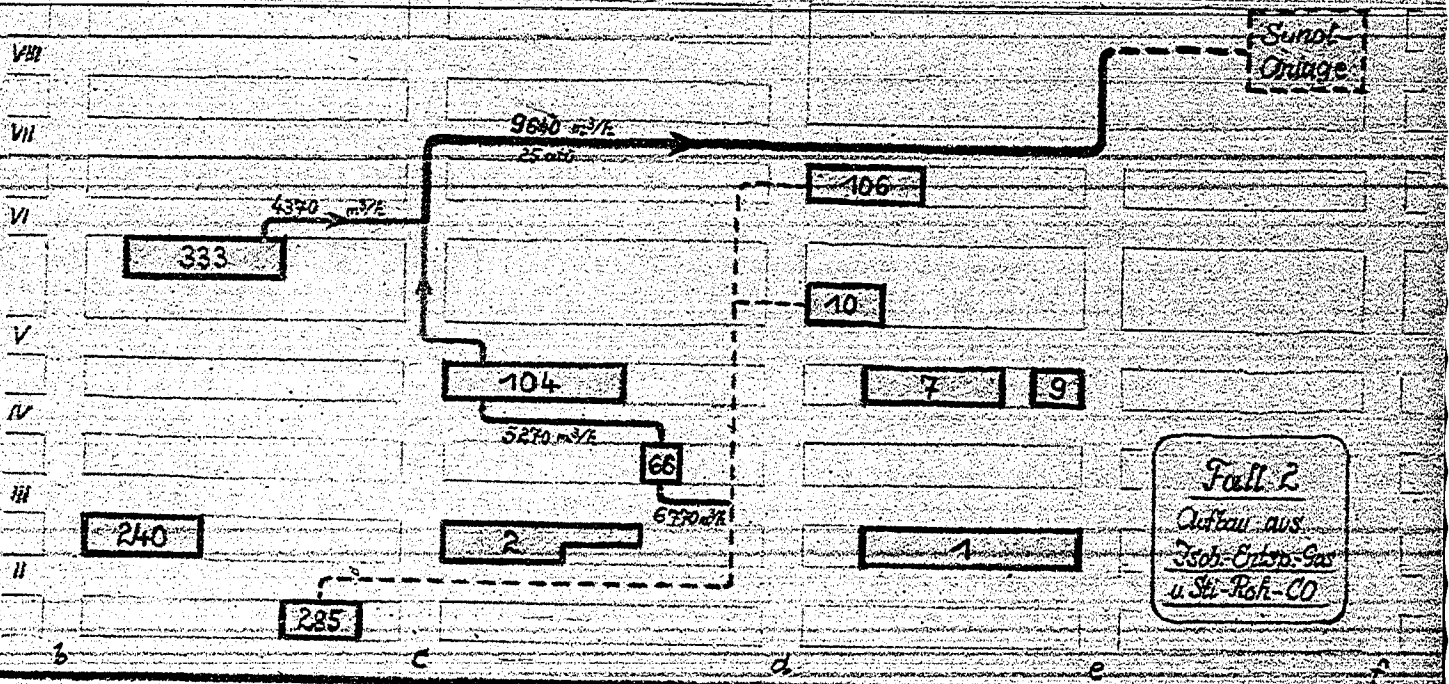 VIII
Synol-
Anlage
VII
9640 m³/h
25 atü
106
VI
4370 m³/h
333
10
V
104
7
9
IV
5270 m³/h
66
III
6770 m³/h
Fall 2
Aufbau aus
Isob.-Entsp.-Gas
u. Sti-Roh-CO
240
2
1
II
285
b
c
d
e
f